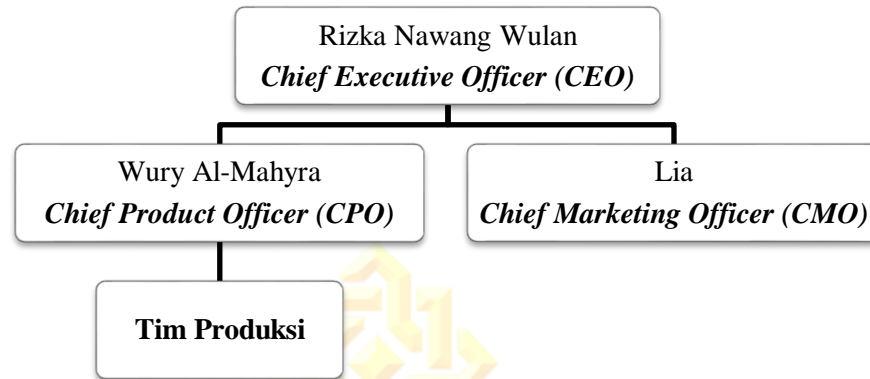 Rizka Nawang Wulan
Chief Executive Officer (CEO)
Wury Al-Mahyra
Chief Product Officer (CPO)
Lia
Chief Marketing Officer (CMO)
Tim Produksi